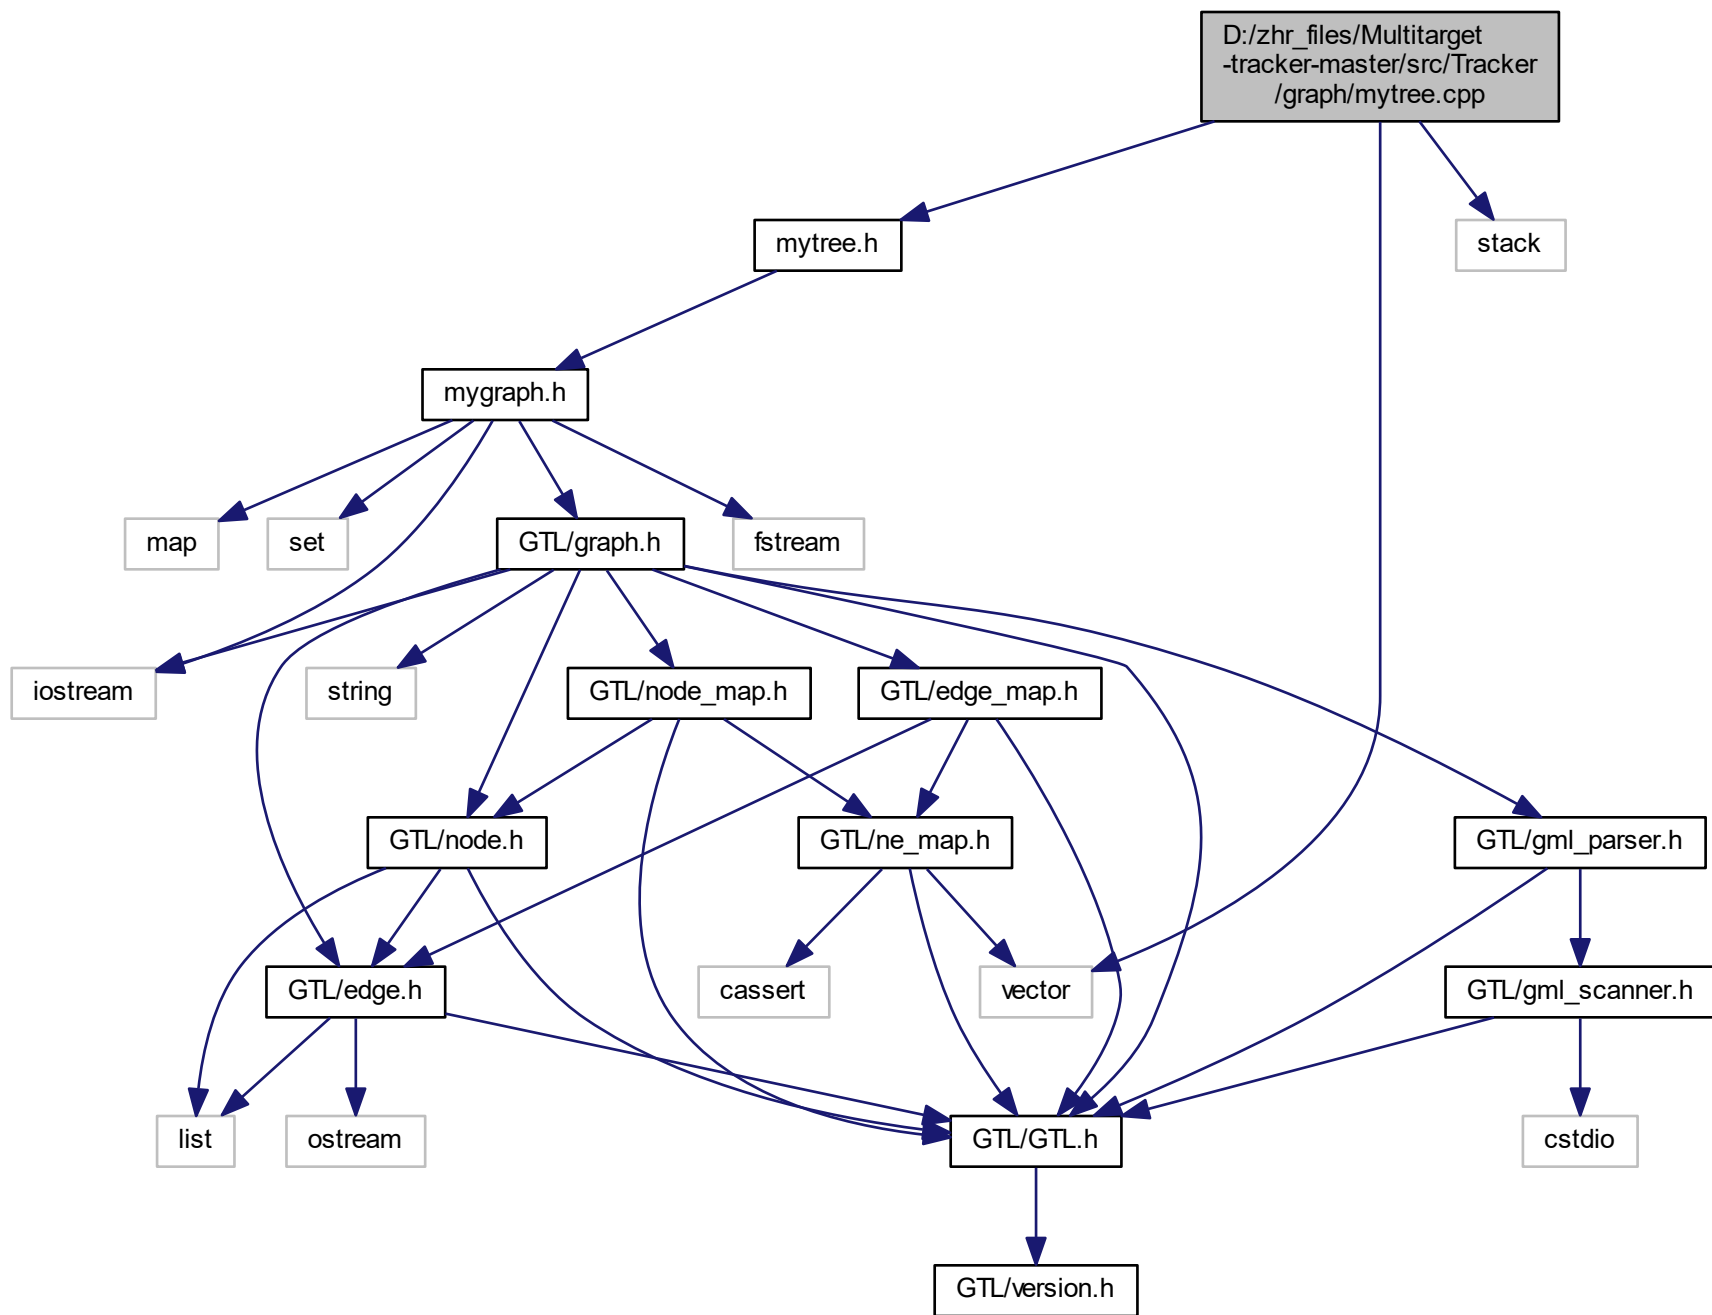 D:/zhr_files/Multitarget
-tracker-master/src/Tracker
/graph/mytree.cpp
mytree.h
stack
mygraph.h
map
set
GTL/graph.h
fstream
iostream
string
GTL/node_map.h
GTL/edge_map.h
GTL/node.h
GTL/ne_map.h
GTL/gml_parser.h
GTL/edge.h
cassert
vector
GTL/gml_scanner.h
list
ostream
GTL/GTL.h
cstdio
GTL/version.h